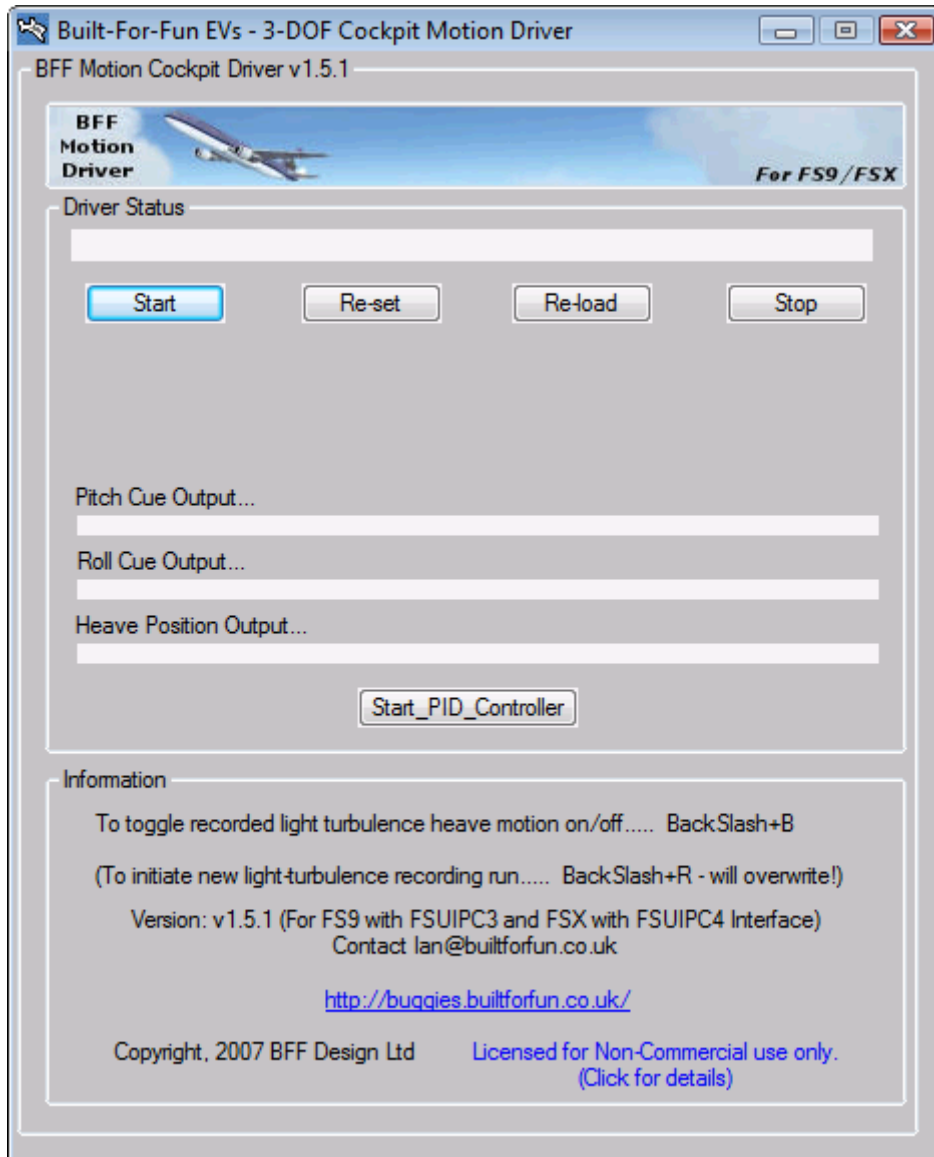 Built-For-Fun EVs - 3-DOF Cockpit Motion Driver
BFF Motion Cockpit Driver v1.5.1
BFF
Motion
Driver
For FS9/FSX
Driver Status
Start Re-set Re-load Stop
Pitch Cue Output...
Roll Cue Output...
Heave Position Output...
Start_PID_Controller
Information
To toggle recorded light turbulence heave motion on/off..... BackSlash+B
(To initiate new light-turbulence recording run..... BackSlash+R - will overwrite!)
Version: v1.5.1 (For FS9 with FSUIPC3 and FSX with FSUIPC4 Interface)
Contact Ian@builtforfun.co.uk
http://buggies.builtforfun.co.uk/
Copyright, 2007 BFF Design Ltd Licensed for Non-Commercial use only.
(Click for details)